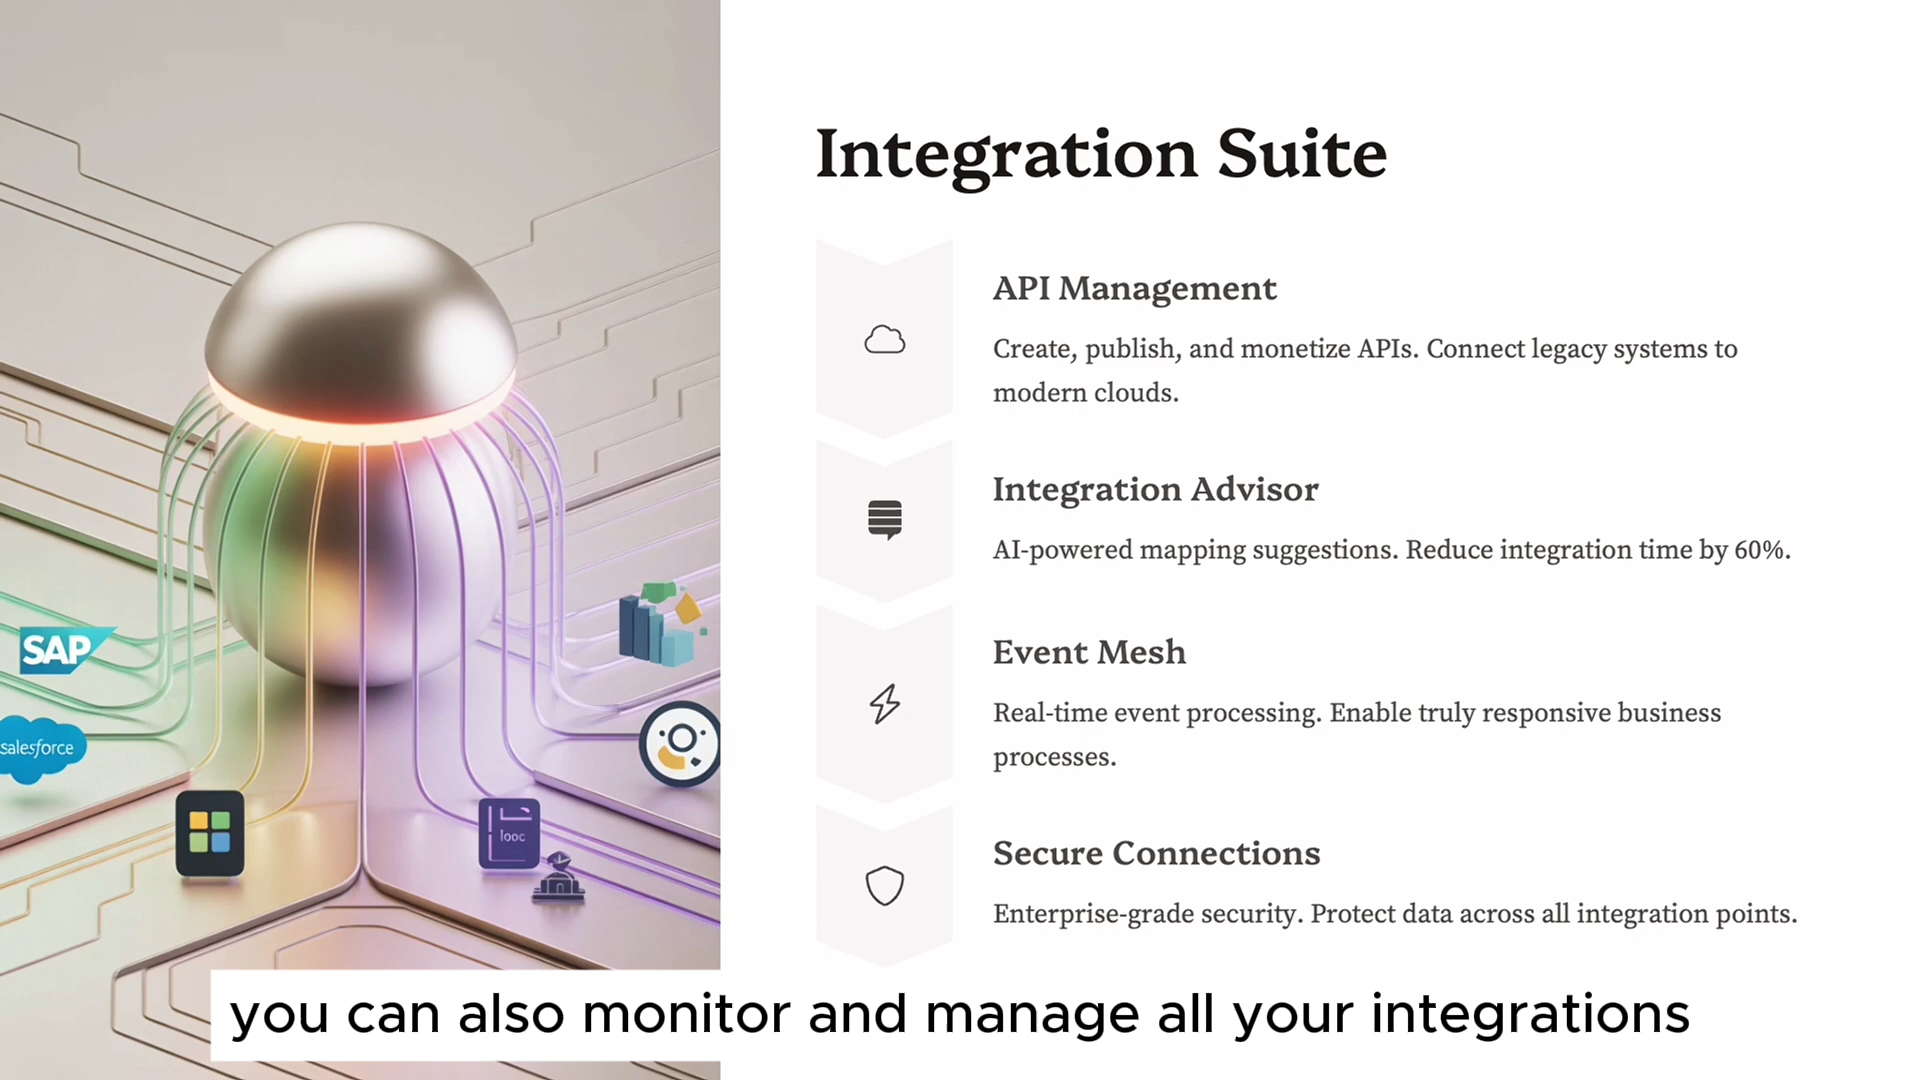 Integration Suite
API Management
Create, publish, and monetize APIs. Connect legacy systems to
modern clouds.
Integration Advisor
AI-powered mapping suggestions. Reduce integration time by 60%.
Event Mesh
Real-time event processing. Enable truly responsive business
processes.
Secure Connections
Enterprise-grade security. Protect data across all integration points.
SAP
salesforce
looc
you can also monitor and manage all your integrations